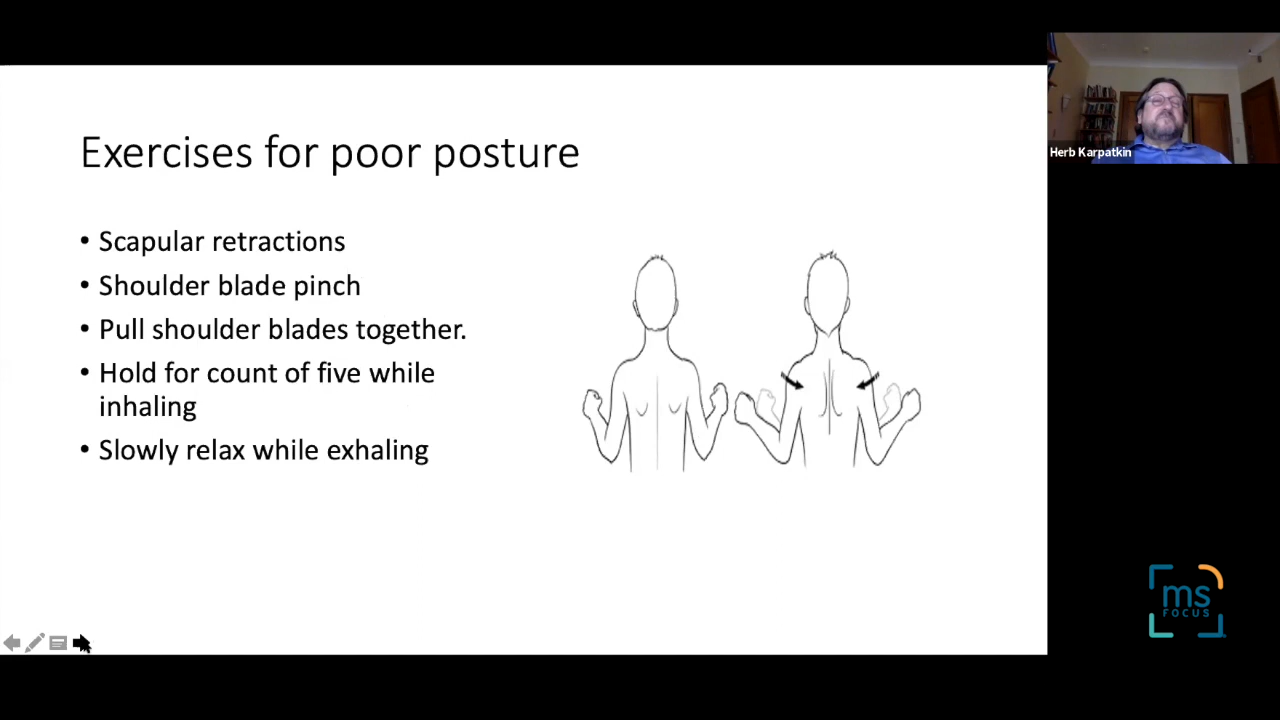 Exercises for poor posture
• Scapular retractions
• Shoulder blade pinch
• Pull shoulder blades together.
• Hold for count of five while
inhaling
• Slowly relax while exhaling
Herb Karpatkin
ms
FOCUS